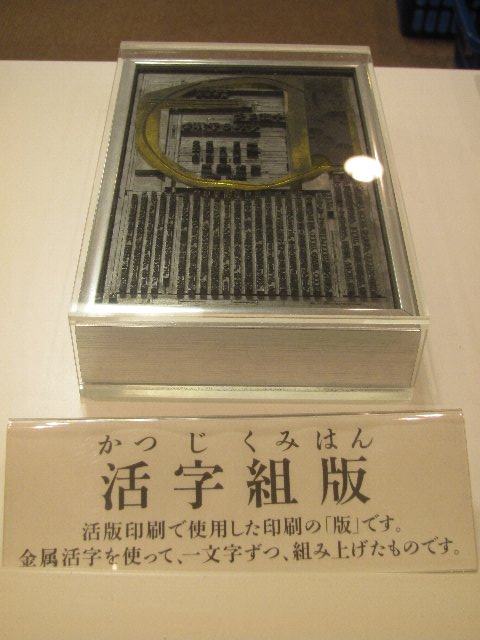 かつじ くみはん
活字組版
活版印刷で使用した印刷の「版」です。
金属活字を使って、一文字ずつ、組み上げたものです。